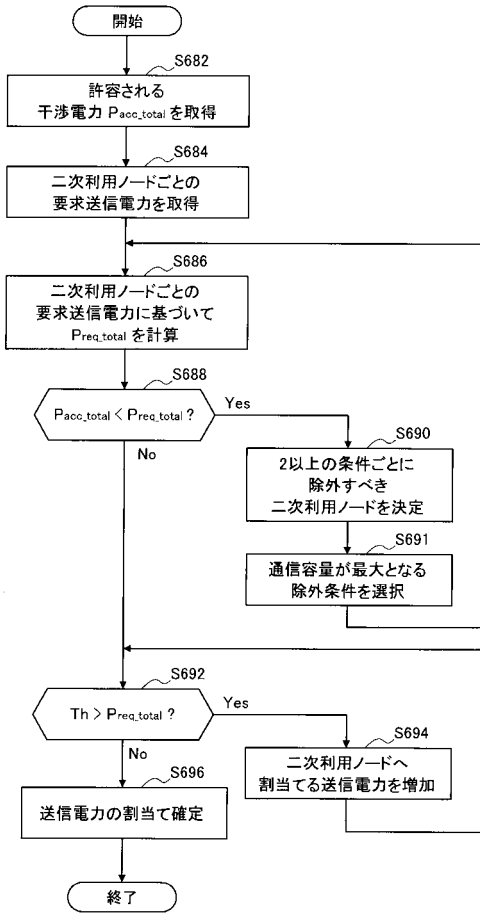 開始
S682
許容される
干渉電力 Pacc_total を取得
S684
二次利用ノードごとの
要求送信電力を取得
S686
二次利用ノードごとの
要求送信電力に基づいて
Preq_total を計算
S688
Pacc_total < Preq_total ?
Yes
No
S690
2以上の条件ごとに
除外すべき
二次利用ノードを決定
S691
通信容量が最大となる
除外条件を選択
S692
Th > Preq_total ?
Yes
No
S694
二次利用ノードへ
割当てる送信電力を増加
S696
送信電力の割当て確定
終了